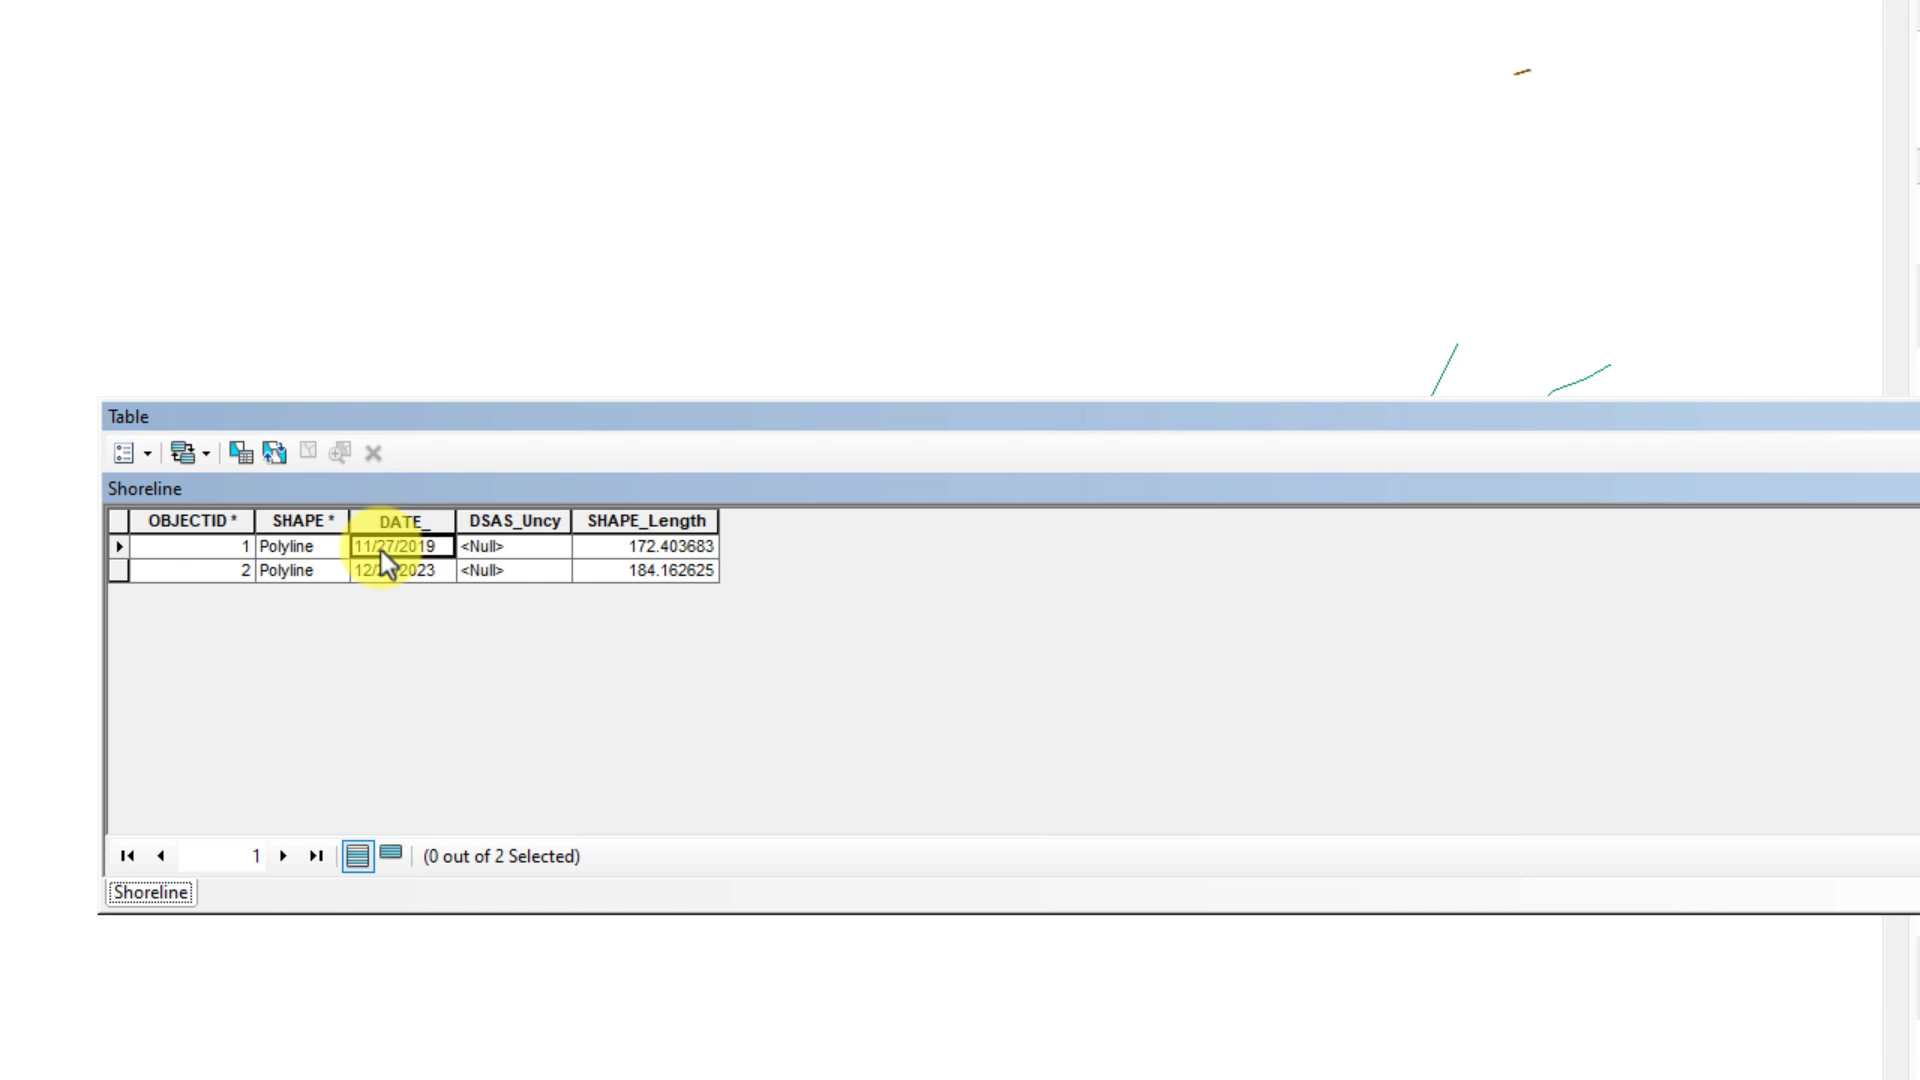 Table
Shoreline
OBJECTID * SHAPE * DATE_ DSAS_Uncy SHAPE_Length
1 Polyline 11/27/2019 <Null> 172.403683
2 Polyline <Null> 184.162625
1 (0 out of 2 Selected)
Shoreline